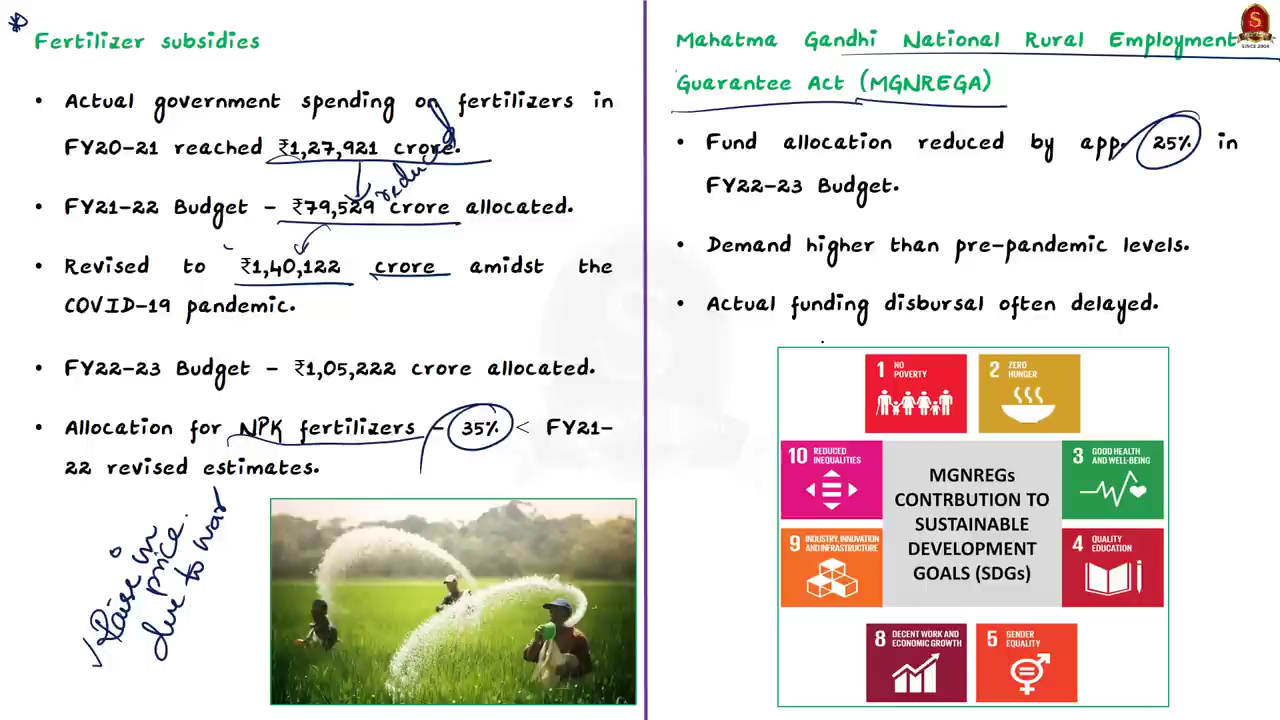 Fertilizer subsidies
• Actual government spending on fertilizers in
FY20-21 reached ₹1,27,921 crore.
reduced
• FY21-22 Budget - ₹79,529 crore allocated.
• Revised to ₹1,40,122 crore amidst the
COVID-19 pandemic.
• FY22-23 Budget - ₹1,05,222 crore allocated.
• Allocation for NPK fertilizers - 35% < FY21-
22 revised estimates.
Raise in
price
due to war
Mahatma Gandhi National Rural Employment
Guarantee Act (MGNREGA)
• Fund allocation reduced by app. 25% in
FY22-23 Budget.
• Demand higher than pre-pandemic levels.
• Actual funding disbursal often delayed.
1 NO
POVERTY
2 ZERO
HUNGER
10 REDUCED
INEQUALITIES
3 GOOD HEALTH
AND WELL-BEING
MGNREGs
CONTRBUTION TO
SUSTAINABLE
DEVELOPMENT
GOALS (SDGs)
9 INDUSTRY, INNOVATION
AND INFRASTRUCTURE
4 QUALITY
EDUCATION
8 DECENT WORK AND
ECONOMIC GROWTH
5 GENDER
EQUALITY
S
SINCE 2004